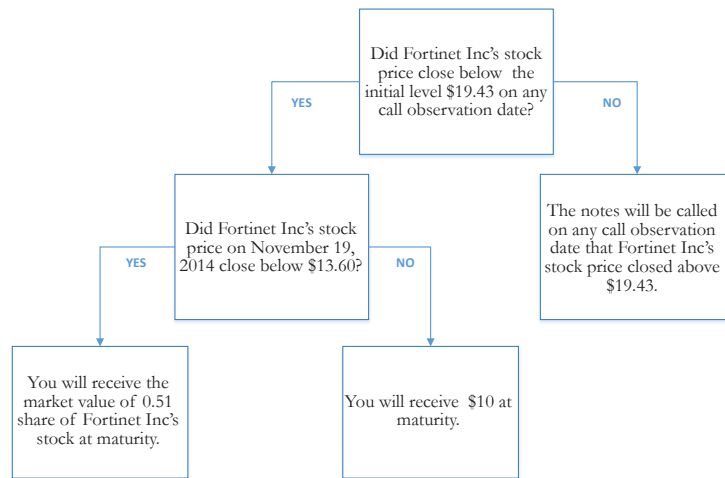 Did Fortinet Inc's stock
price close below the
initial level $19.43 on any
call observation date?
YES
NO
Did Fortinet Inc's stock
price on November 19,
2014 close below $13.60?
The notes will be called
on any call observation
date that Fortinet Inc's
stock price closed above
$19.43.
YES
NO
You will receive the
market value of 0.51
share of Fortinet Inc's
stock at maturity.
You will receive $10 at
maturity.